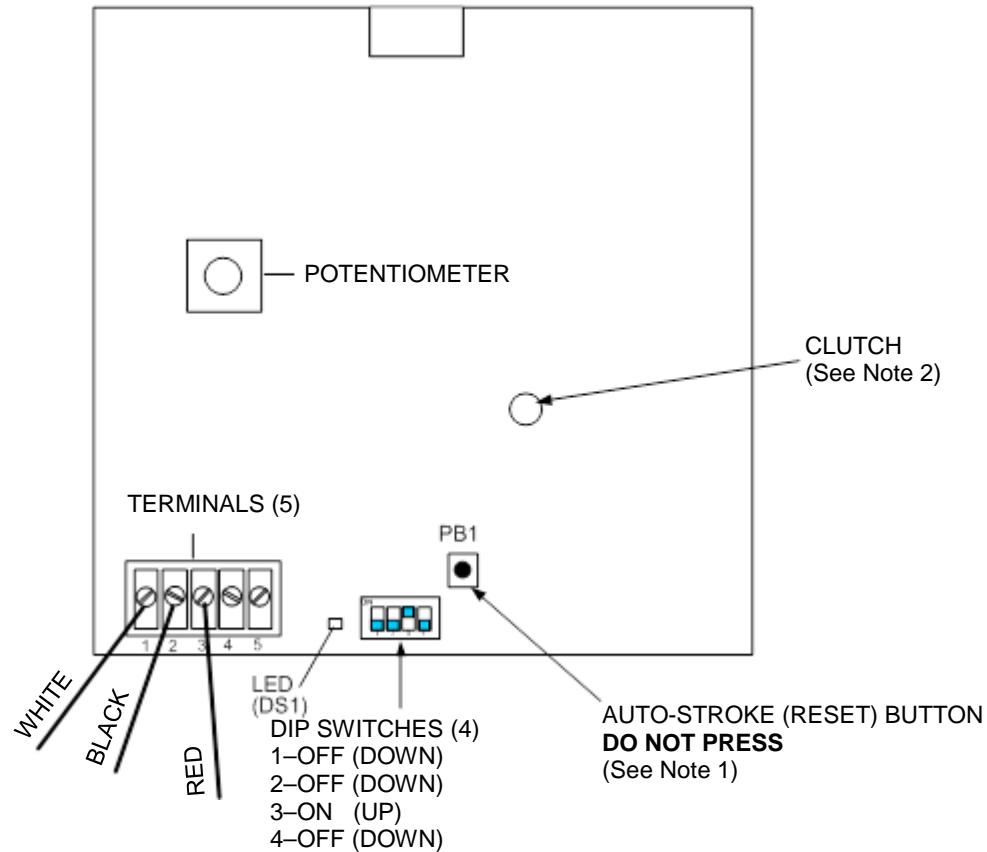 POTENTIOMETER
CLUTCH
(See Note 2)
TERMINALS (5)
PB1
1 2 3 4 5
WHITE
BLACK
RED
LED
(DS1)
DIP SWITCHES (4)
1–OFF (DOWN)
2–OFF (DOWN)
3–ON (UP)
4–OFF (DOWN)
AUTO-STROKE (RESET) BUTTON
DO NOT PRESS
(See Note 1)